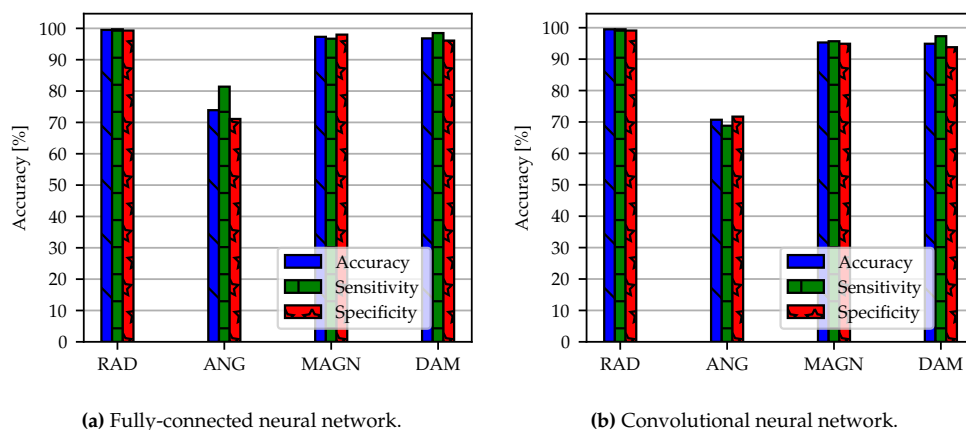 Accuracy [%]
100
90
80
70
60
50
40
30
20
10
0
Accuracy
Sensitivity
Specificity
RAD ANG MAGN DAM
(a) Fully-connected neural network.
Accuracy [%]
100
90
80
70
60
50
40
30
20
10
0
Accuracy
Sensitivity
Specificity
RAD ANG MAGN DAM
(b) Convolutional neural network.